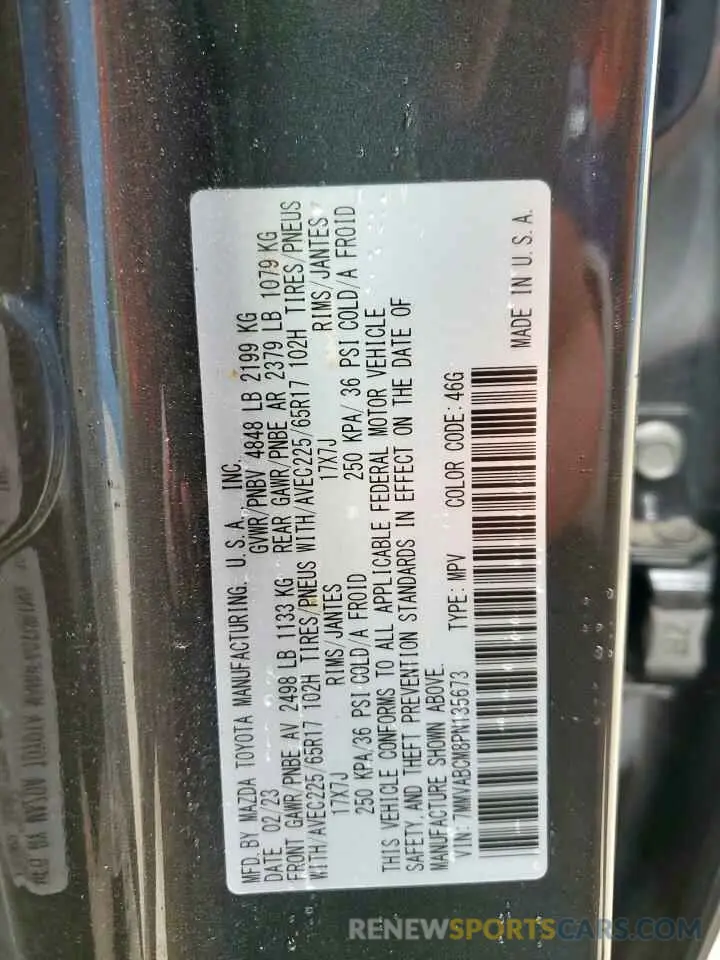 MFD. BY MAZDA TOYOTA MANUFACTURING, U.S.A., INC.
DATE 02/23 GVWR/PNBV 4848 LB 2199 KG
FRONT GAWR/PNBE AV 2498 LB 1133 KG REAR GAWR/PNBE AR 2379 LB 1079 KG
WITH/AVEC225/65R17 102H TIRES/PNEUS WITH/AVEC225/65R17 102H TIRES/PNEUS
17X7J RIMS/JANTES 17X7J RIMS/JANTES
250 KPA/36 PSI COLD/A FROID 250 KPA/ 36 PSI COLD/A FROID
THIS VEHICLE CONFORMS TO ALL APPLICABLE FEDERAL MOTOR VEHICLE
SAFETY, AND THEFT PREVENTION STANDARDS IN EFFECT ON THE DATE OF
MANUFACTURE SHOWN ABOVE.
VIN:7MMVABCM8PN135673 TYPE: MPV COLOR CODE:46G
MADE IN U.S.A.
RENEWSPORTSCARS.COM